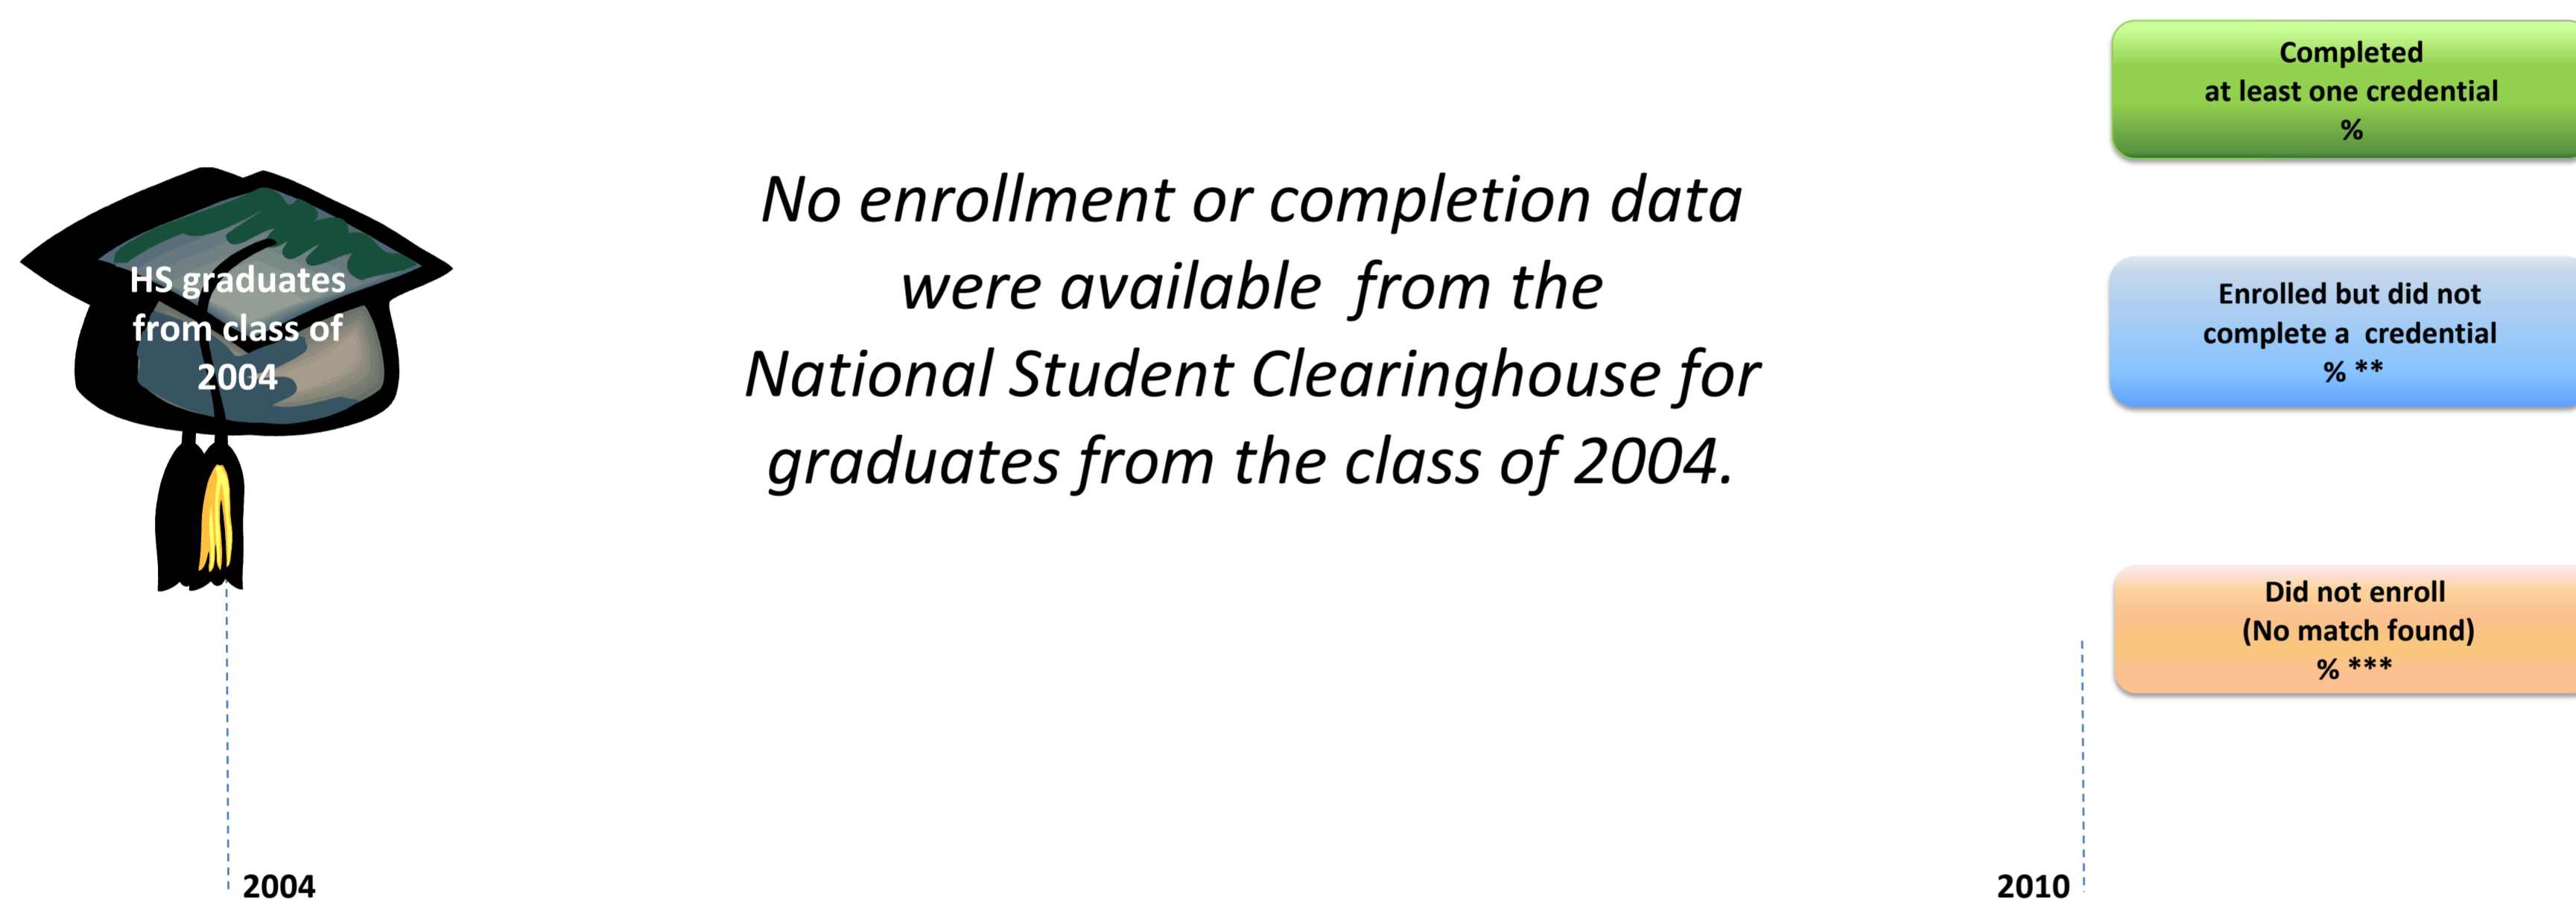 HS graduates
from class of
2004
No enrollment or completion data
were available  from the
National Student Clearinghouse for
graduates from the class of 2004.
Completed
at least one credential
%
Enrolled but did not
complete a  credential
% **
Did not enroll
(No match found)
% ***
2004
2010